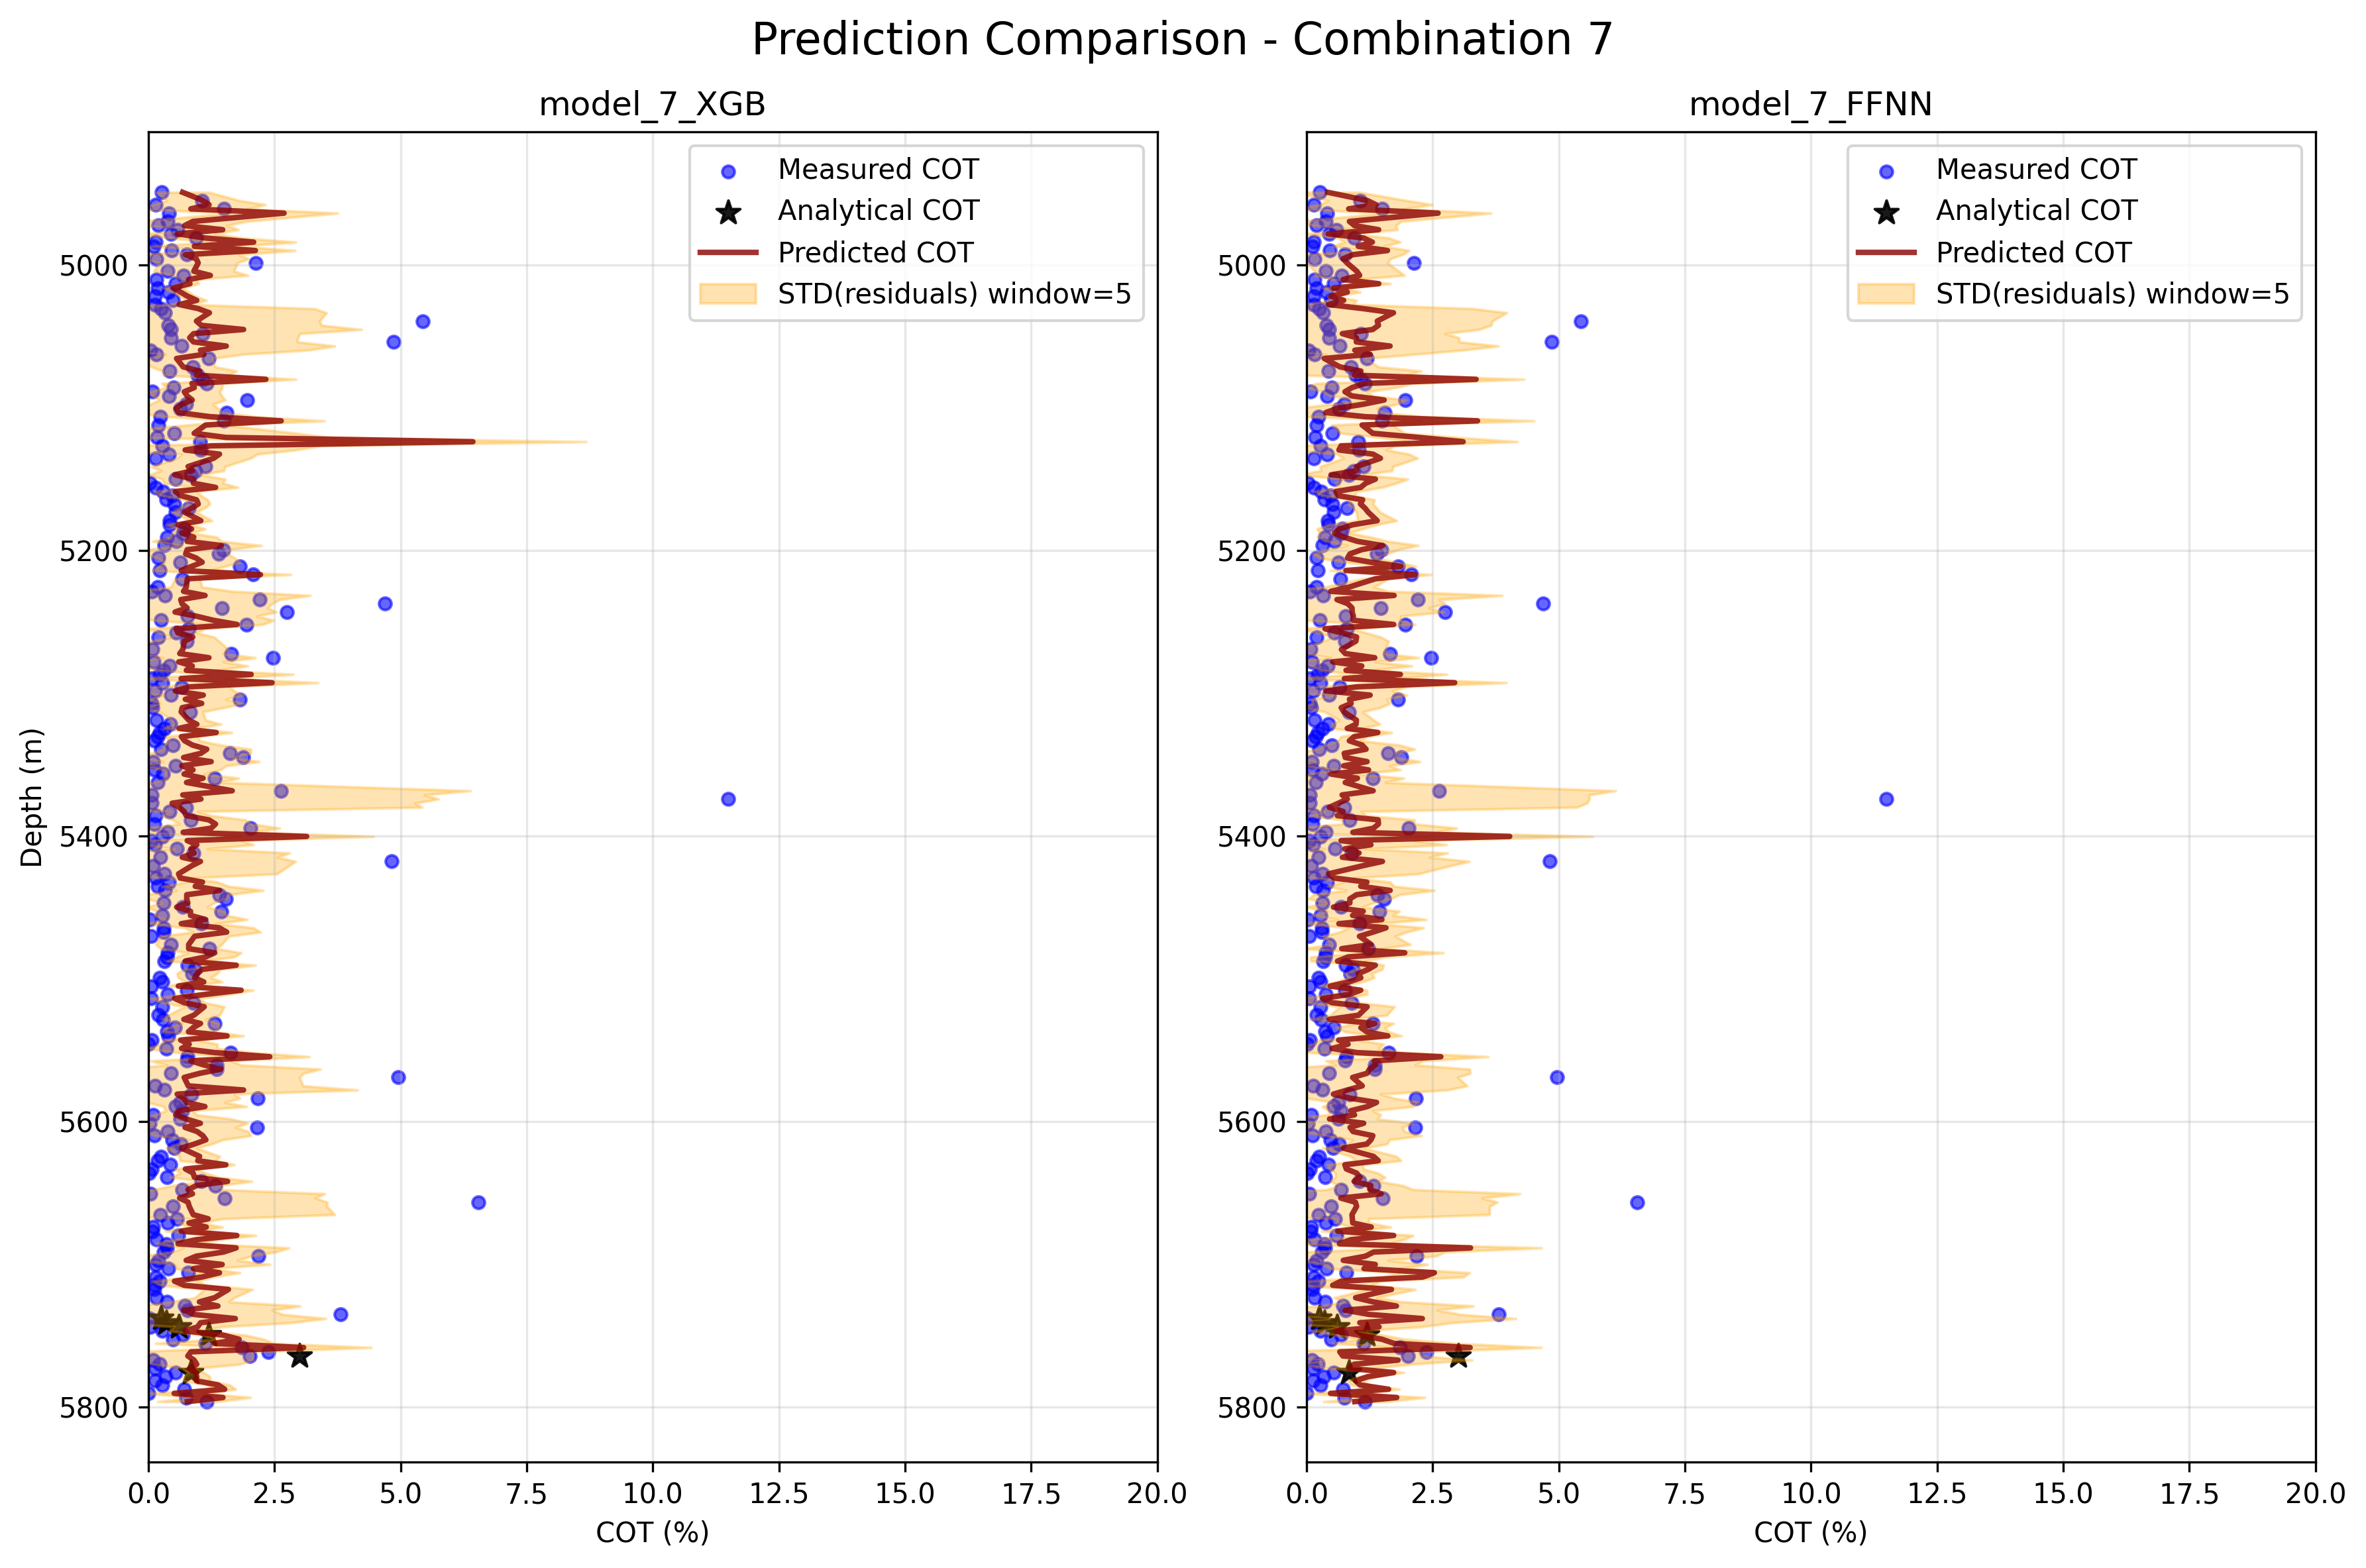 Prediction Comparison - Combination 7
model_7_XGB
Measured COT
Analytical COT
Predicted COT
STD(residuals) window=5
Depth (m)
5000
5200
5400
5600
5800
0.0 2.5 5.0 7.5 10.0 12.5 15.0 17.5 20.0
COT (%)
model_7_FFNN
Measured COT
Analytical COT
Predicted COT
STD(residuals) window=5
5000
5200
5400
5600
5800
0.0 2.5 5.0 7.5 10.0 12.5 15.0 17.5 20.0
COT (%)